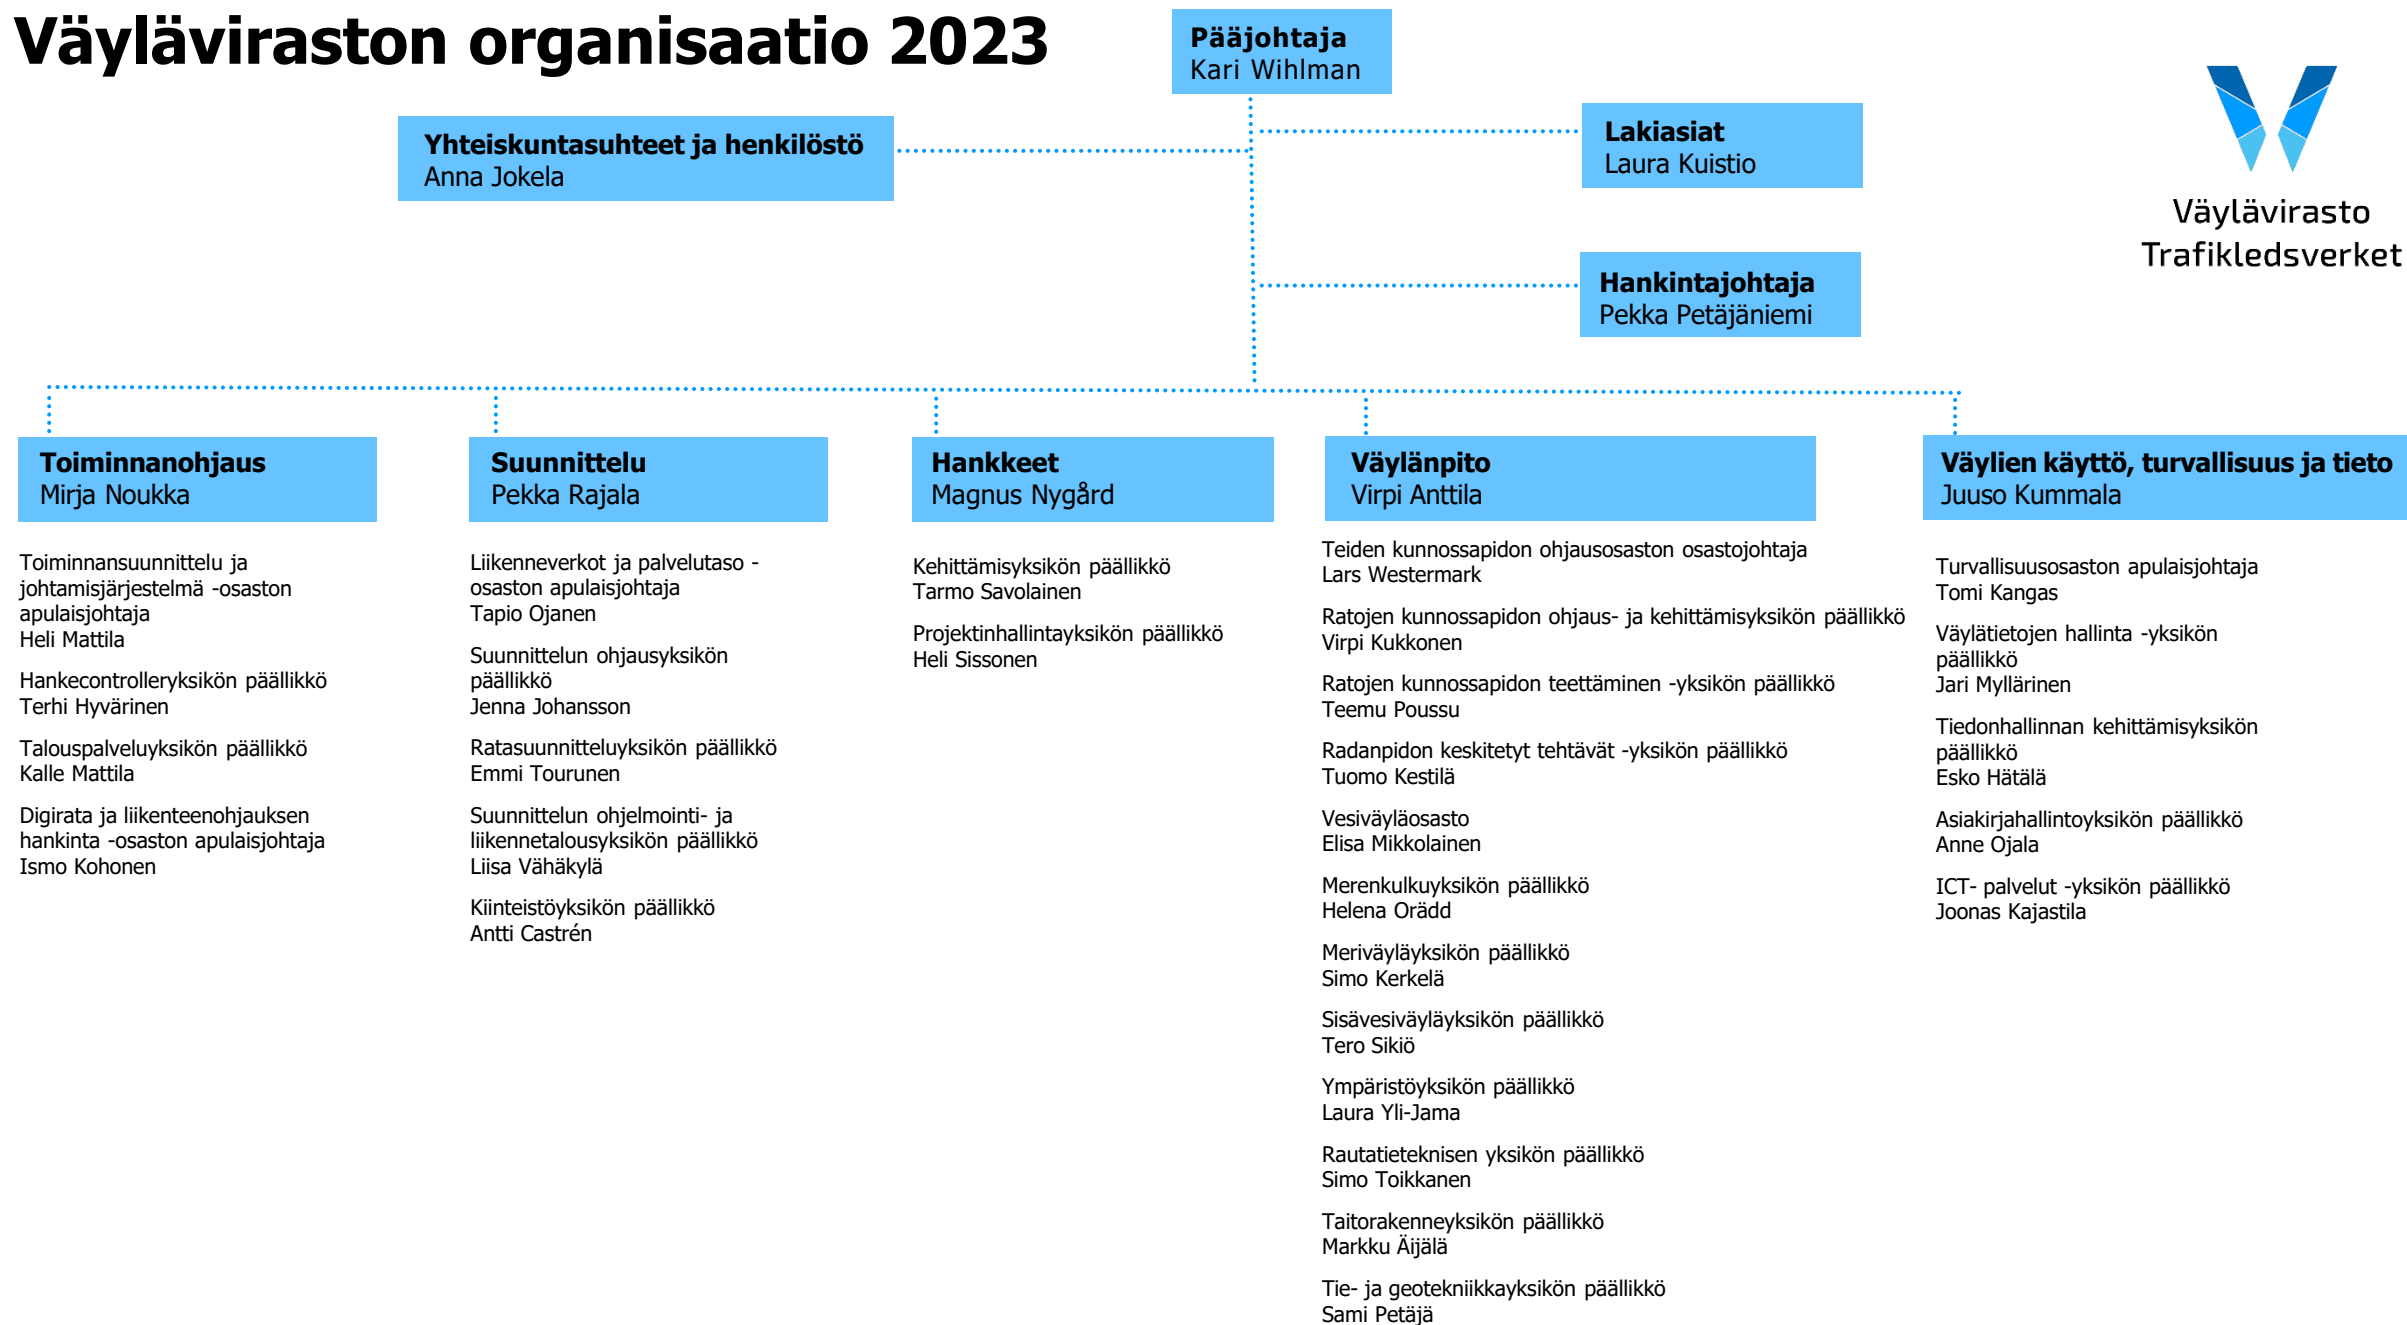 Väyläviraston organisaatio 2023
Pääjohtaja
Kari Wihlman
Yhteiskuntasuhteet ja henkilöstö
Anna Jokela
Lakiasiat
Laura Kuistio
Väylävirasto
Trafikledsverket
Hankintajohtaja
Pekka Petäjäniemi
Toiminnanohjaus
Mirja Noukka
Toiminnansuunnittelu ja
johtamisjärjestelmä -osaston
apulaisjohtaja
Heli Mattila
Hankecontrolleryksikön päällikkö
Terhi Hyvärinen
Talouspalveluyksikön päällikkö
Kalle Mattila
Digirata ja liikenteenohjauksen
hankinta -osaston apulaisjohtaja
Ismo Kohonen
Suunnittelu
Pekka Rajala
Liikenneverkot ja palvelutaso -
osaston apulaisjohtaja
Tapio Ojanen
Suunnittelun ohjausyksikön
päällikkö
Jenna Johansson
Ratasuunnitteluyksikön päällikkö
Emmi Tourunen
Suunnittelun ohjelmointi- ja
liikennetalousyksikön päällikkö
Liisa Vähäkylä
Kiinteistöyksikön päällikkö
Antti Castrén
Hankkeet
Magnus Nygård
Kehittämisyksikön päällikkö
Tarmo Savolainen
Projektinhallintayksikön päällikkö
Heli Sissonen
Väylänpito
Virpi Anttila
Teiden kunnossapidon ohjausosaston osastojohtaja
Lars Westermark
Ratojen kunnossapidon ohjaus- ja kehittämisyksikön päällikkö
Virpi Kukkonen
Ratojen kunnossapidon teettäminen -yksikön päällikkö
Teemu Poussu
Radanpidon keskitetyt tehtävät -yksikön päällikkö
Tuomo Kestilä
Vesiväyläosasto
Elisa Mikkolainen
Merenkulkuyksikön päällikkö
Helena Orädd
Meriväyläyksikön päällikkö
Simo Kerkelä
Sisävesiväyläyksikön päällikkö
Tero Sikiö
Ympäristöyksikön päällikkö
Laura Yli-Jama
Rautatieteknisen yksikön päällikkö
Simo Toikkanen
Taitorakenneyksikön päällikkö
Markku Äijälä
Tie- ja geotekniikkayksikön päällikkö
Sami Petäjä
Väylien käyttö, turvallisuus ja tieto
Juuso Kummala
Turvallisuusosaston apulaisjohtaja
Tomi Kangas
Väylätietojen hallinta -yksikön
päällikkö
Jari Myllärinen
Tiedonhallinnan kehittämisyksikön
päällikkö
Esko Hätälä
Asiakirjahallintoyksikön päällikkö
Anne Ojala
ICT- palvelut -yksikön päällikkö
Joonas Kajastila